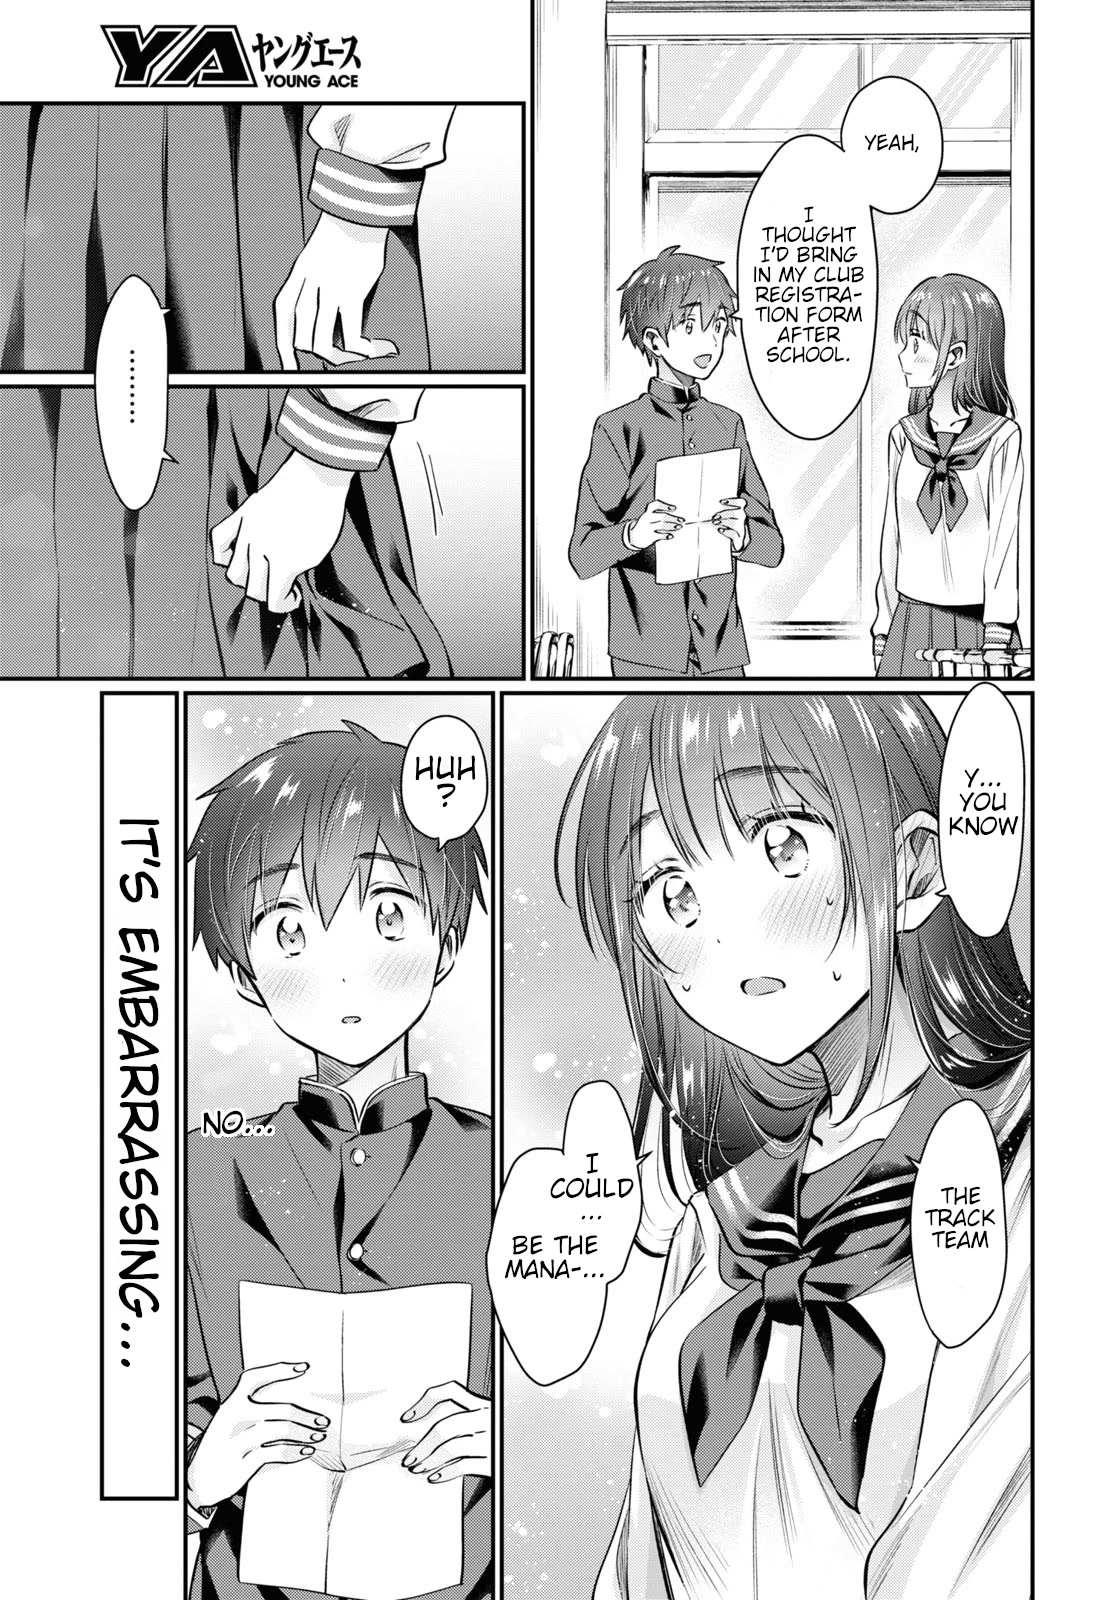 YA ヤングエース
YOUNG ACE
YEAH,
I
THOUGHT
I'D BRING
IN MY CLUB
REGISTRA-
TION FORM
AFTER
SCHOOL.
.........
Y...
YOU
KNOW
THE
TRACK
TEAM
I
COULD
...
BE THE
MANA-...
HUH
?
NO...
IT'S EMBARRASSING...